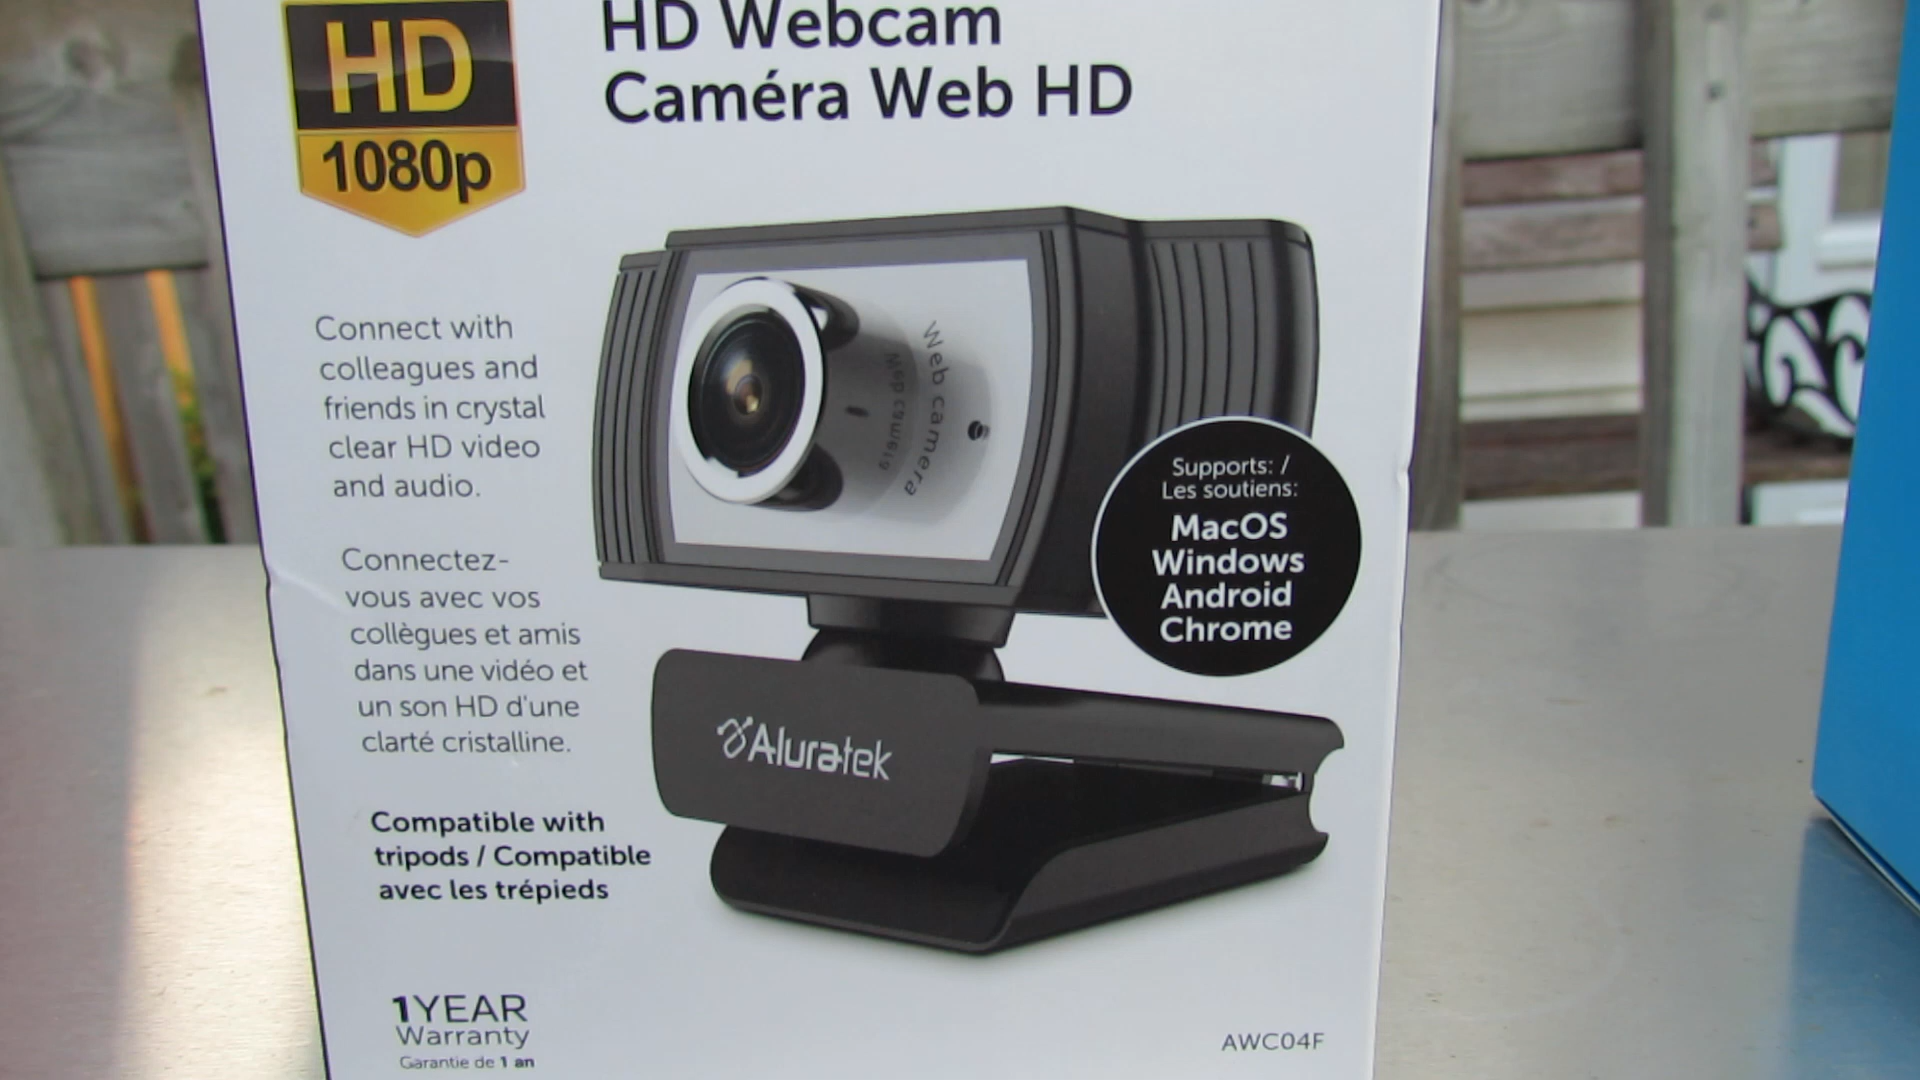 HD
1080p
HD Webcam
Caméra Web HD
Connect with
colleagues and
friends in crystal
clear HD video
and audio.
Connectez-
vous avec vos
collègues et amis
dans une vidéo et
un son HD d'une
clarté cristalline.
Compatible with
tripods / Compatible
avec les trépieds
1 YEAR
Warranty
Garantie de 1 an
Web camera
Web camera
Supports: /
Les soutiens:
MacOS
Windows
Android
Chrome
Aluratek
AWC04F